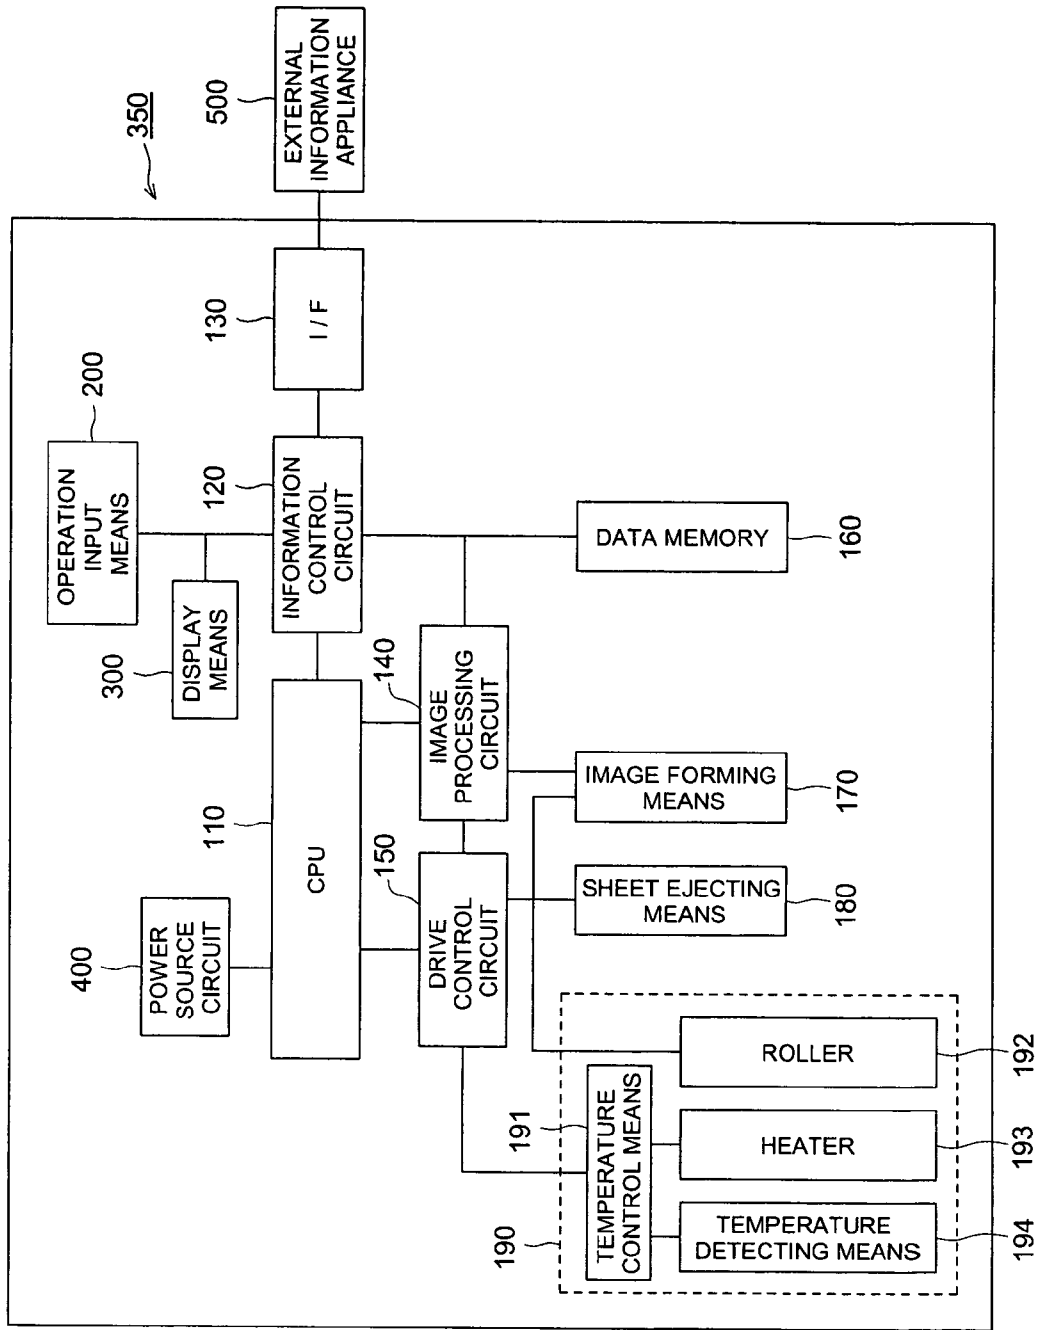 350
EXTERNAL
INFORMATION
APPLIANCE
500
I / F
130
OPERATION
INPUT
MEANS
200
DISPLAY
MEANS
300
INFORMATION
CONTROL
CIRCUIT
120
DATA MEMORY
160
POWER
SOURCE
CIRCUIT
400
CPU
110
IMAGE
PROCESSING
CIRCUIT
140
DRIVE
CONTROL
CIRCUIT
150
IMAGE FORMING
MEANS
170
SHEET EJECTING
MEANS
180
190
TEMPERATURE
CONTROL MEANS
191
ROLLER
192
HEATER
193
TEMPERATURE
DETECTING MEANS
194